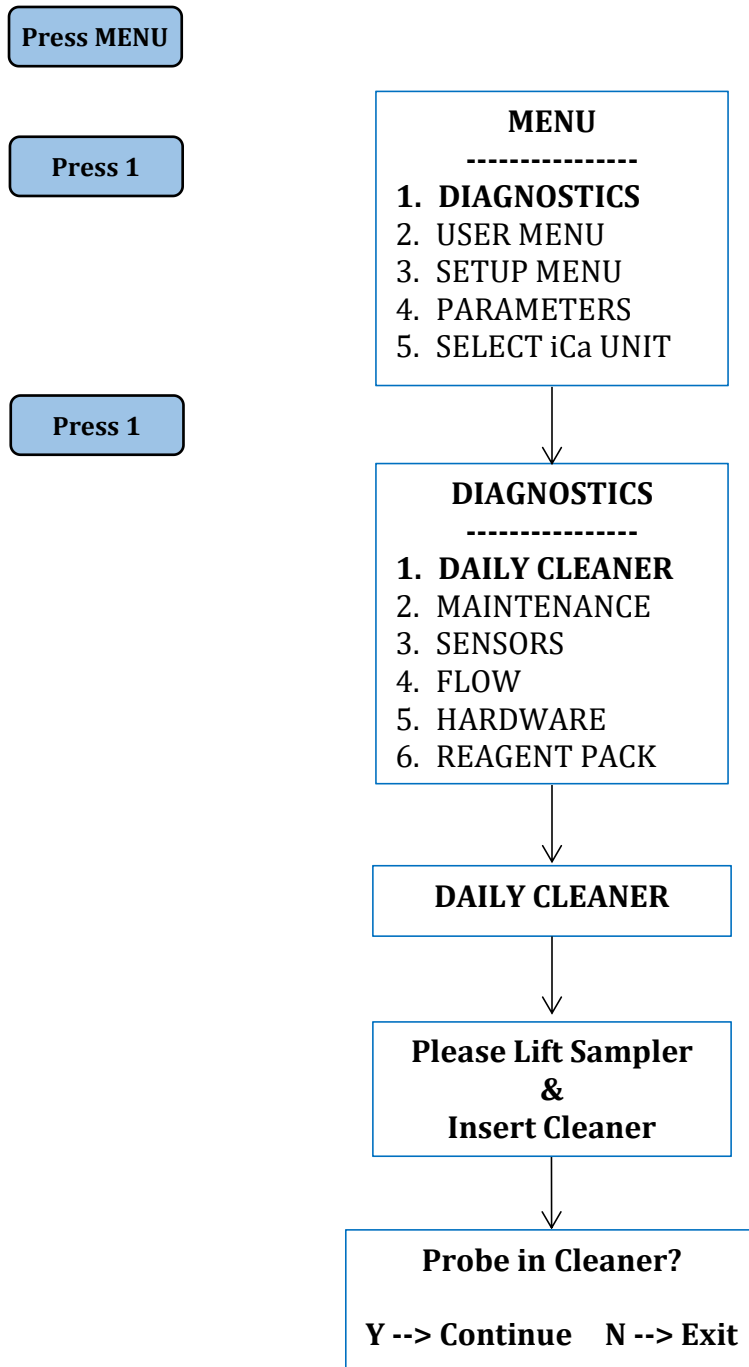 Press MENU
MENU
----------------
Press 1
1. DIAGNOSTICS
2. USER MENU
3. SETUP MENU
4. PARAMETERS
5. SELECT iCa UNIT
Press 1
DIAGNOSTICS
----------------
1. DAILY CLEANER
2. MAINTENANCE
3. SENSORS
4. FLOW
5. HARDWARE
6. REAGENT PACK
DAILY CLEANER
Please Lift Sampler
&
Insert Cleaner
Probe in Cleaner?
Y --> Continue N --> Exit